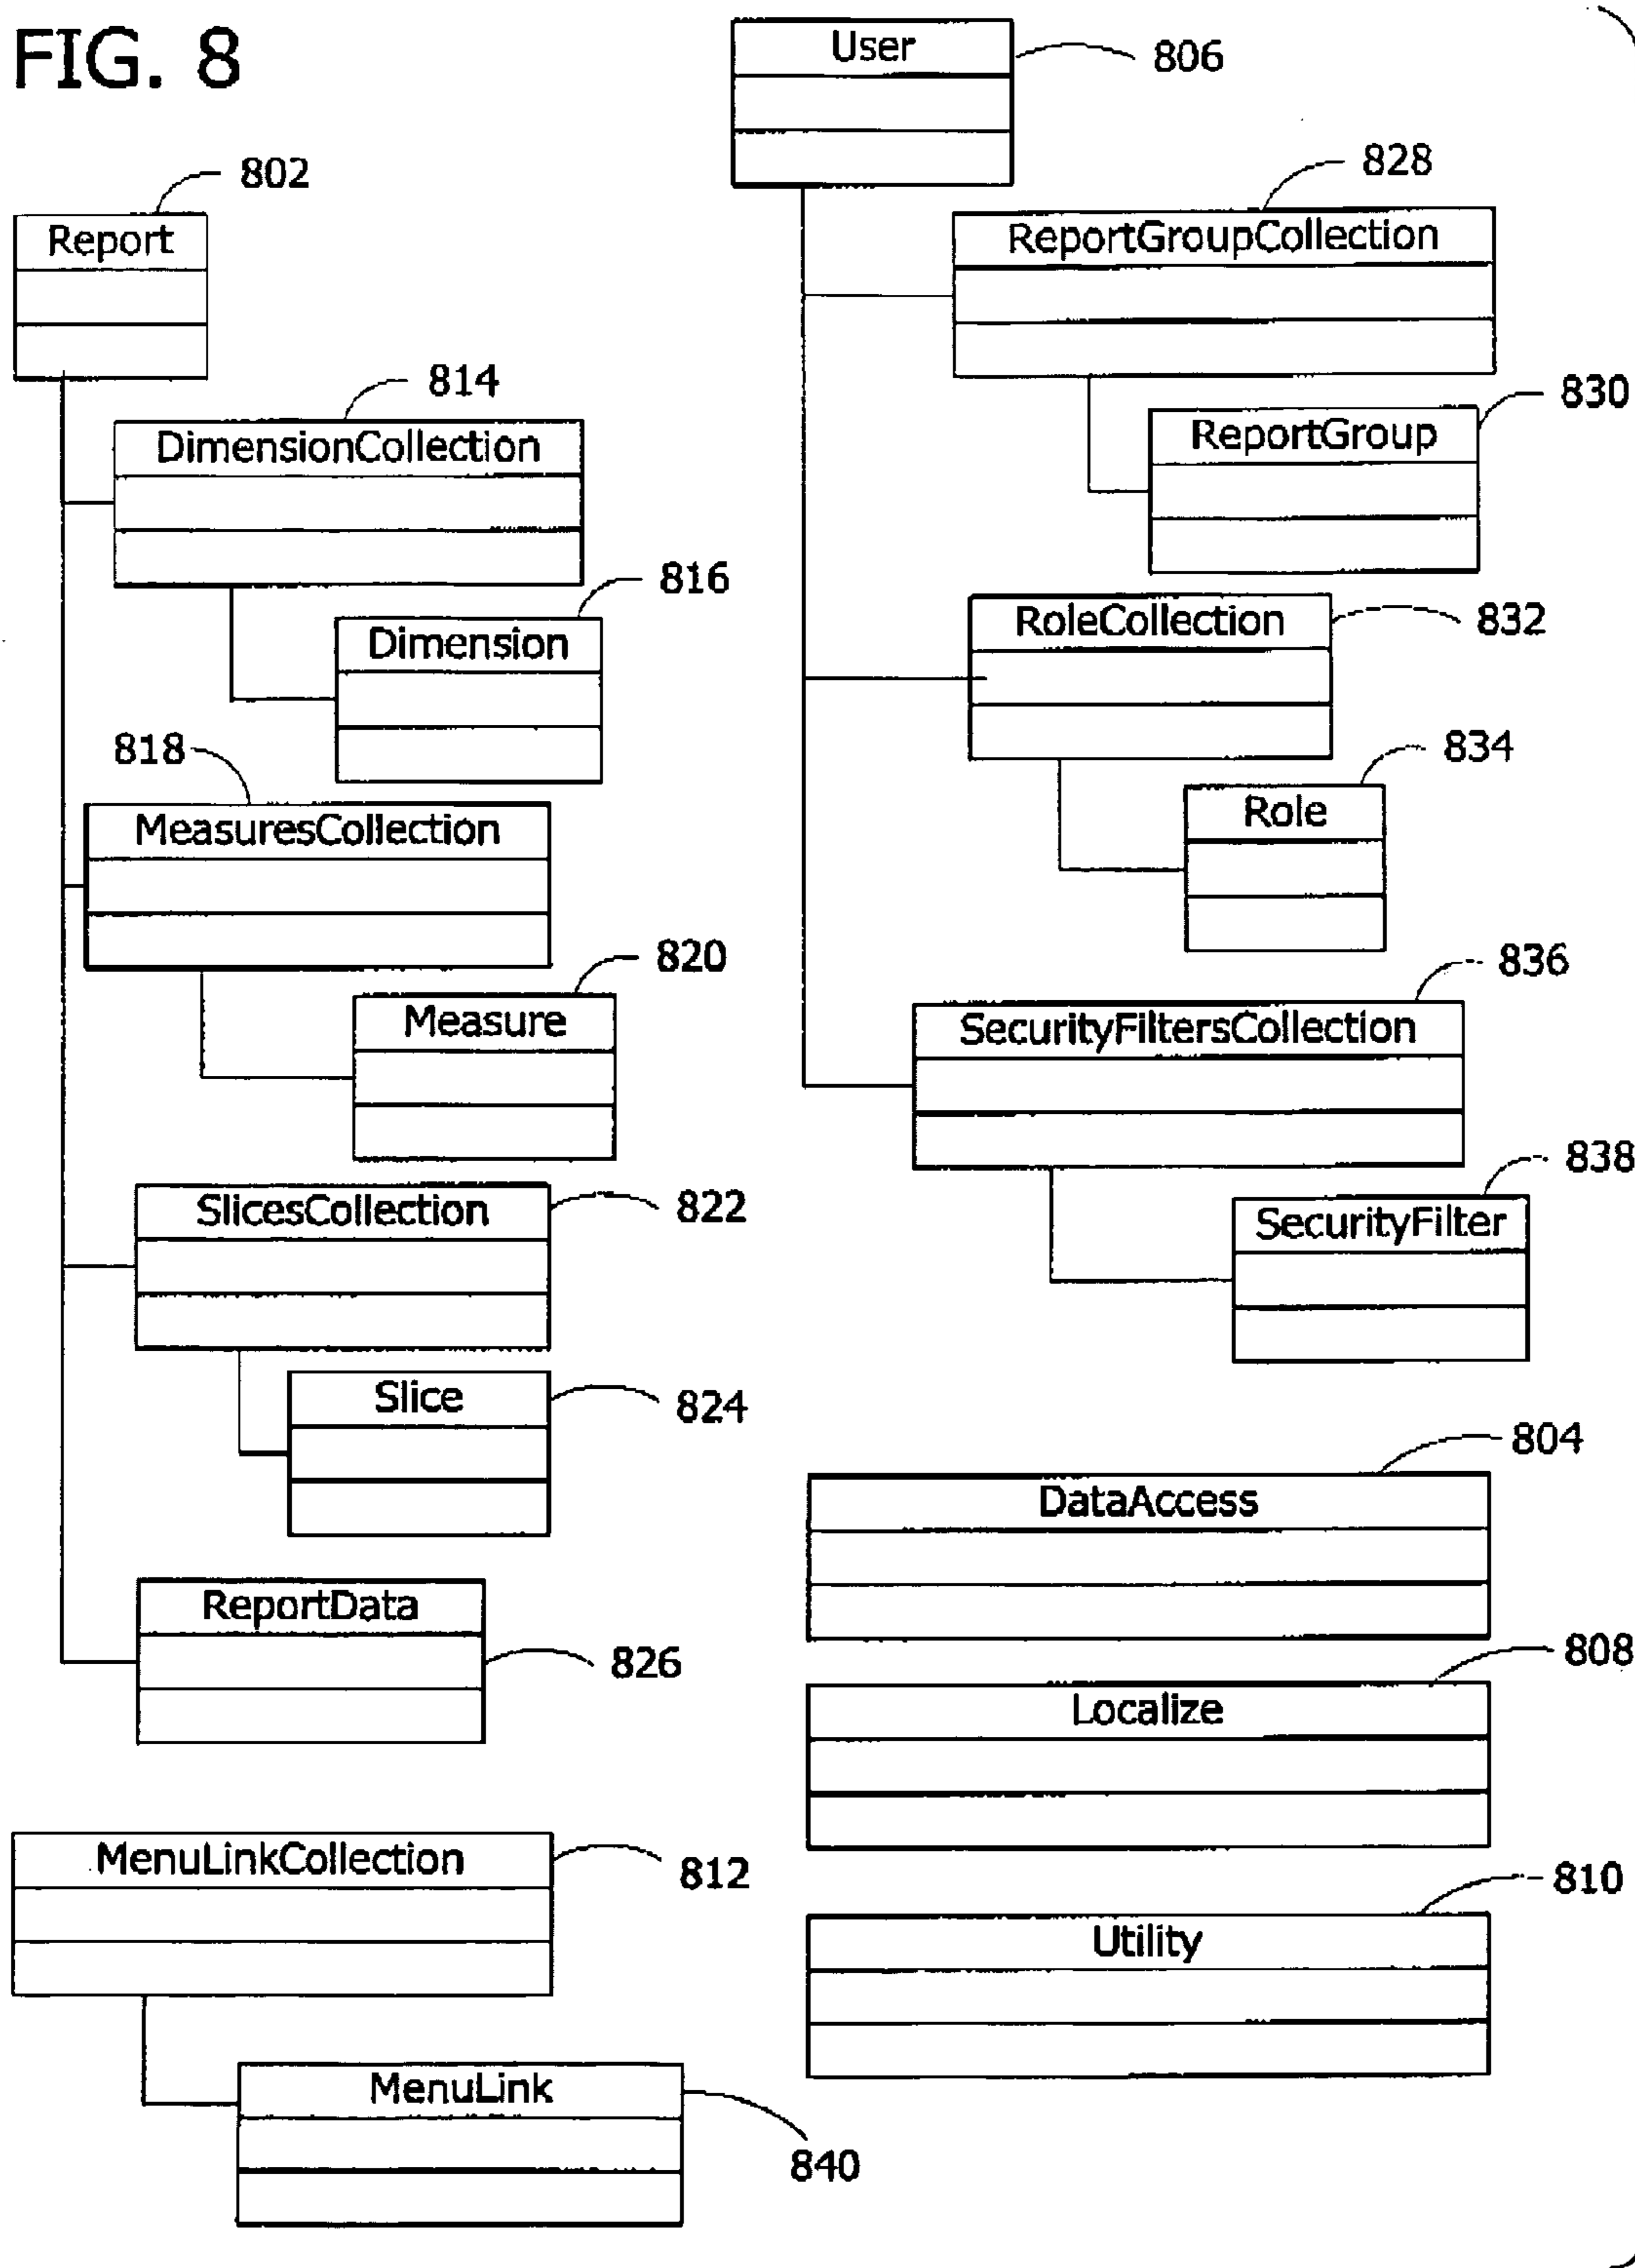 FIG. 8
User
806
802
Report
828
ReportGroupCollection
814
DimensionCollection
830
ReportGroup
816
Dimension
RoleCollection
832
818
MeasuresCollection
834
Role
820
Measure
836
SecurityFiltersCollection
SlicesCollection
822
838
SecurityFilter
Slice
824
804
DataAccess
ReportData
826
808
Localize
MenuLinkCollection
812
810
Utility
MenuLink
840